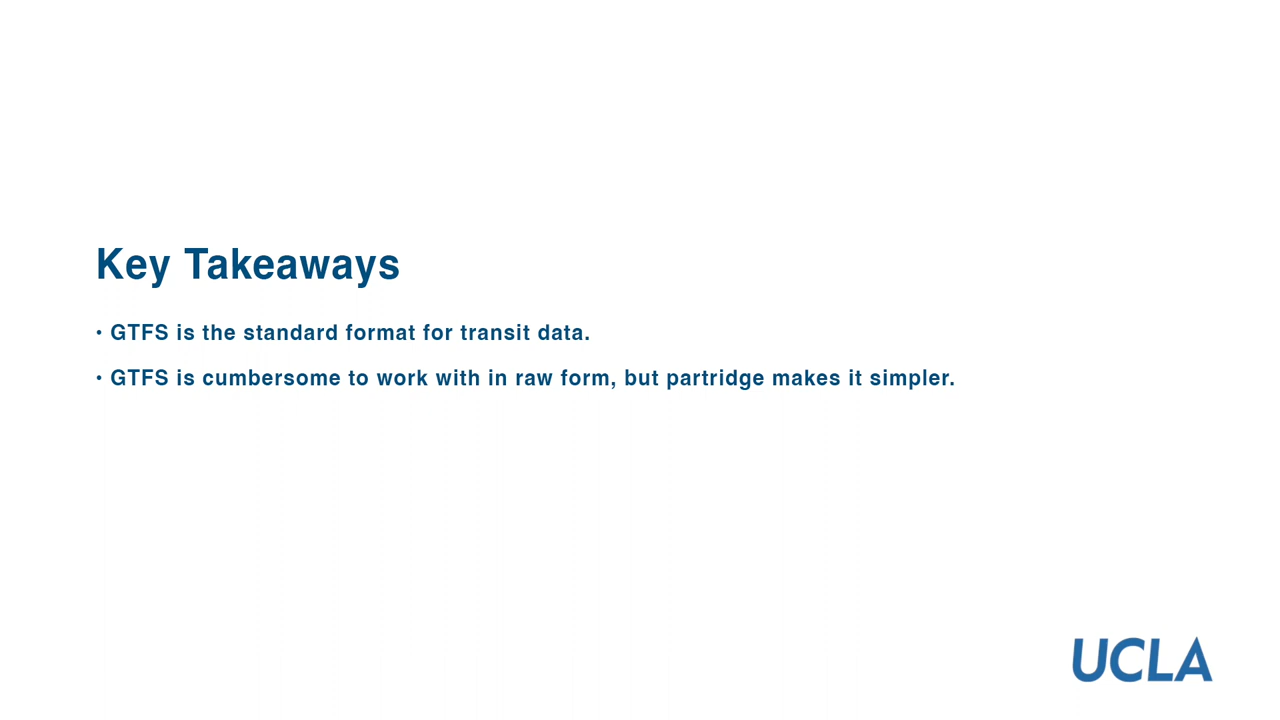 Key Takeaways
• GTFS is the standard format for transit data.
• GTFS is cumbersome to work with in raw form, but partridge makes it simpler.
UCLA